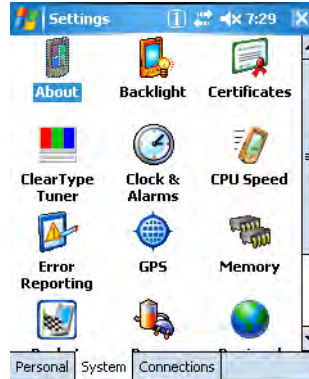 Settings 7:29
About Backlight Certificates
ClearType Tuner Clock & Alarms CPU Speed
Error Reporting GPS Memory
Personal System Connections